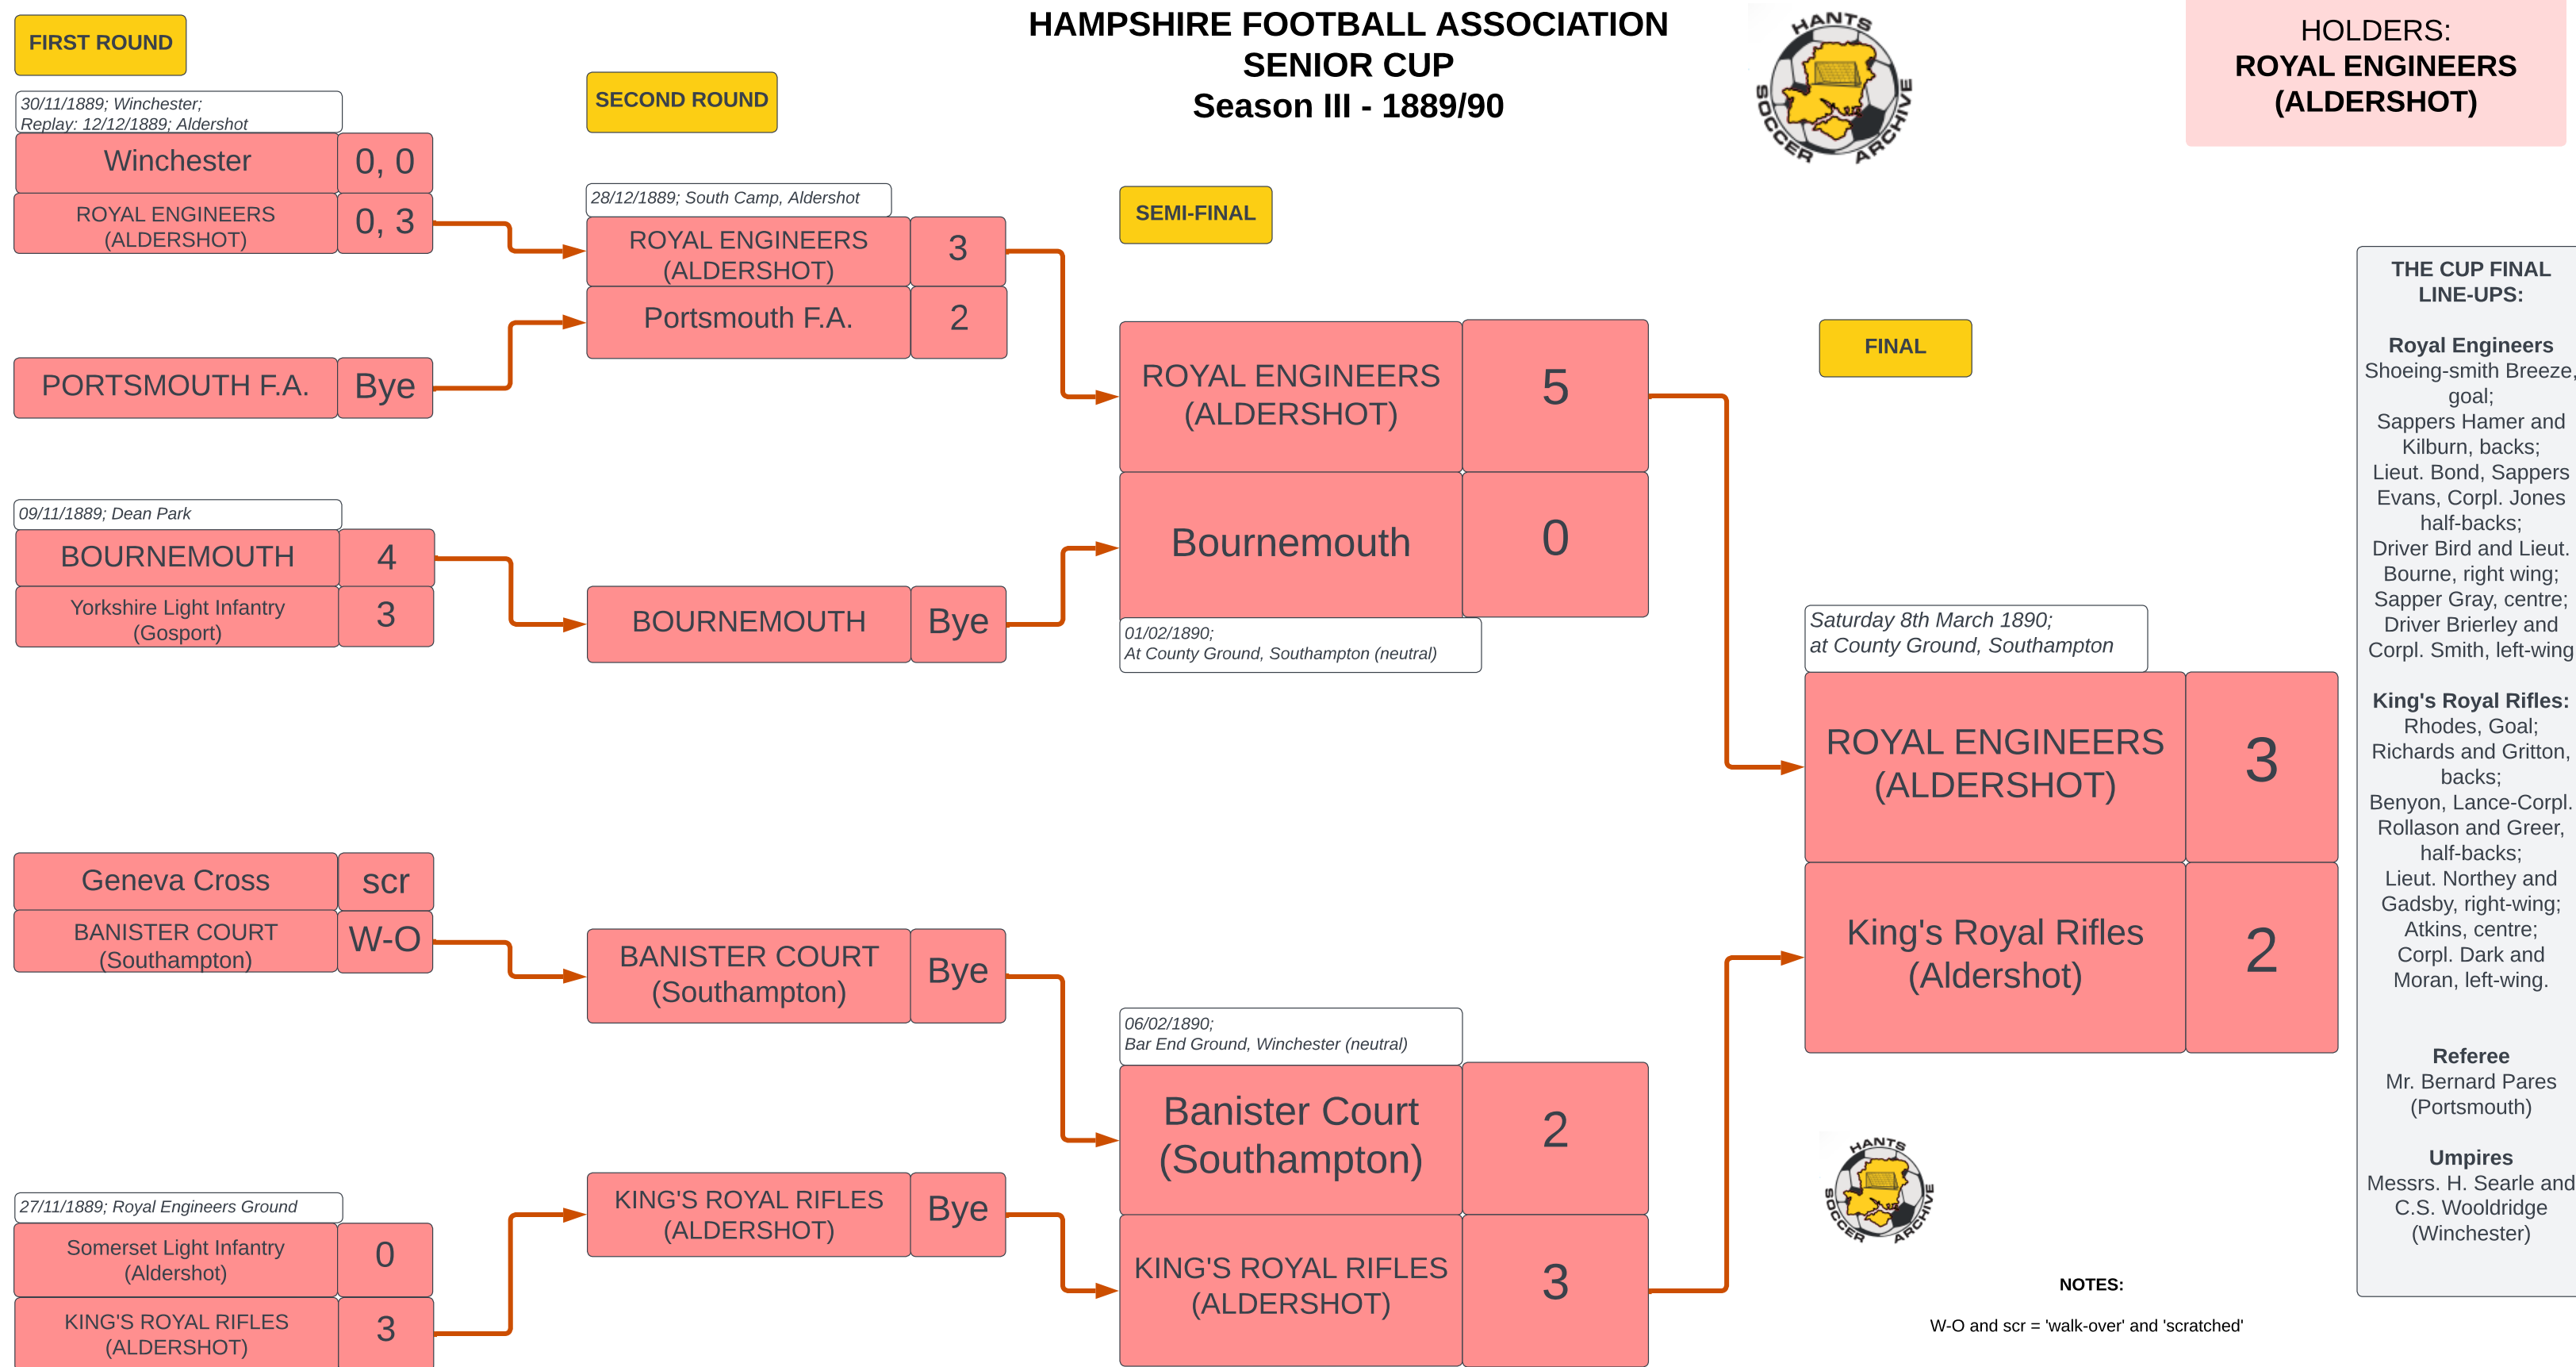 HAMPSHIRE FOOTBALL ASSOCIATION
SENIOR CUP
Season III - 1889/90
HANTS
SOCCER
ARCHIVE
HOLDERS:
ROYAL ENGINEERS
(ALDERSHOT)
FIRST ROUND
30/11/1889; Winchester;
Replay: 12/12/1889; Aldershot
Winchester
0, 0
ROYAL ENGINEERS
(ALDERSHOT)
0, 3
PORTSMOUTH F.A.
Bye
09/11/1889; Dean Park
BOURNEMOUTH
4
Yorkshire Light Infantry
(Gosport)
3
Geneva Cross
scr
BANISTER COURT
(Southampton)
W-O
27/11/1889; Royal Engineers Ground
Somerset Light Infantry
(Aldershot)
0
KING'S ROYAL RIFLES
(ALDERSHOT)
3
SECOND ROUND
28/12/1889; South Camp, Aldershot
ROYAL ENGINEERS
(ALDERSHOT)
3
Portsmouth F.A.
2
BOURNEMOUTH
Bye
BANISTER COURT
(Southampton)
Bye
KING'S ROYAL RIFLES
(ALDERSHOT)
Bye
SEMI-FINAL
ROYAL ENGINEERS
(ALDERSHOT)
5
Bournemouth
0
01/02/1890;
At County Ground, Southampton (neutral)
06/02/1890;
Bar End Ground, Winchester (neutral)
Banister Court
(Southampton)
2
KING'S ROYAL RIFLES
(ALDERSHOT)
3
FINAL
Saturday 8th March 1890;
at County Ground, Southampton
ROYAL ENGINEERS
(ALDERSHOT)
3
King's Royal Rifles
(Aldershot)
2
HANTS
SOCCER
ARCHIVE
NOTES:
W-O and scr = 'walk-over' and 'scratched'
THE CUP FINAL
LINE-UPS:
Royal Engineers
Shoeing-smith Breeze,
goal;
Sappers Hamer and
Kilburn, backs;
Lieut. Bond, Sappers
Evans, Corpl. Jones
half-backs;
Driver Bird and Lieut.
Bourne, right wing;
Sapper Gray, centre;
Driver Brierley and
Corpl. Smith, left-wing
King's Royal Rifles:
Rhodes, Goal;
Richards and Gritton,
backs;
Benyon, Lance-Corpl.
Rollason and Greer,
half-backs;
Lieut. Northey and
Gadsby, right-wing;
Atkins, centre;
Corpl. Dark and
Moran, left-wing.
Referee
Mr. Bernard Pares
(Portsmouth)
Umpires
Messrs. H. Searle and
C.S. Wooldridge
(Winchester)